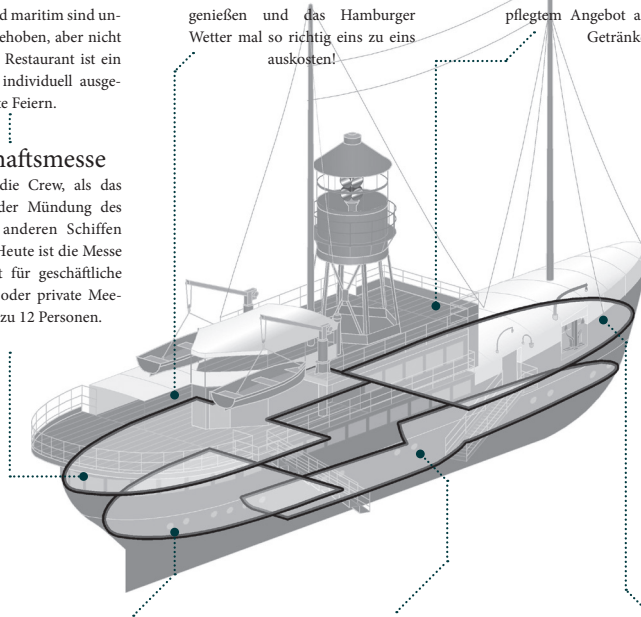 d maritim sind un-
ehoben, aber nicht
Restaurant ist ein
individuell ausge-
te Feiern.
haftsmesse
die Crew, als das
der Mündung des
anderen Schiffen
Heute ist die Messe
t für geschäftliche
oder private Mee-
zu 12 Personen.
genießen und das Hamburger
Wetter mal so richtig eins zu eins
auskosten!
pflegtem Angebot a
Getränke